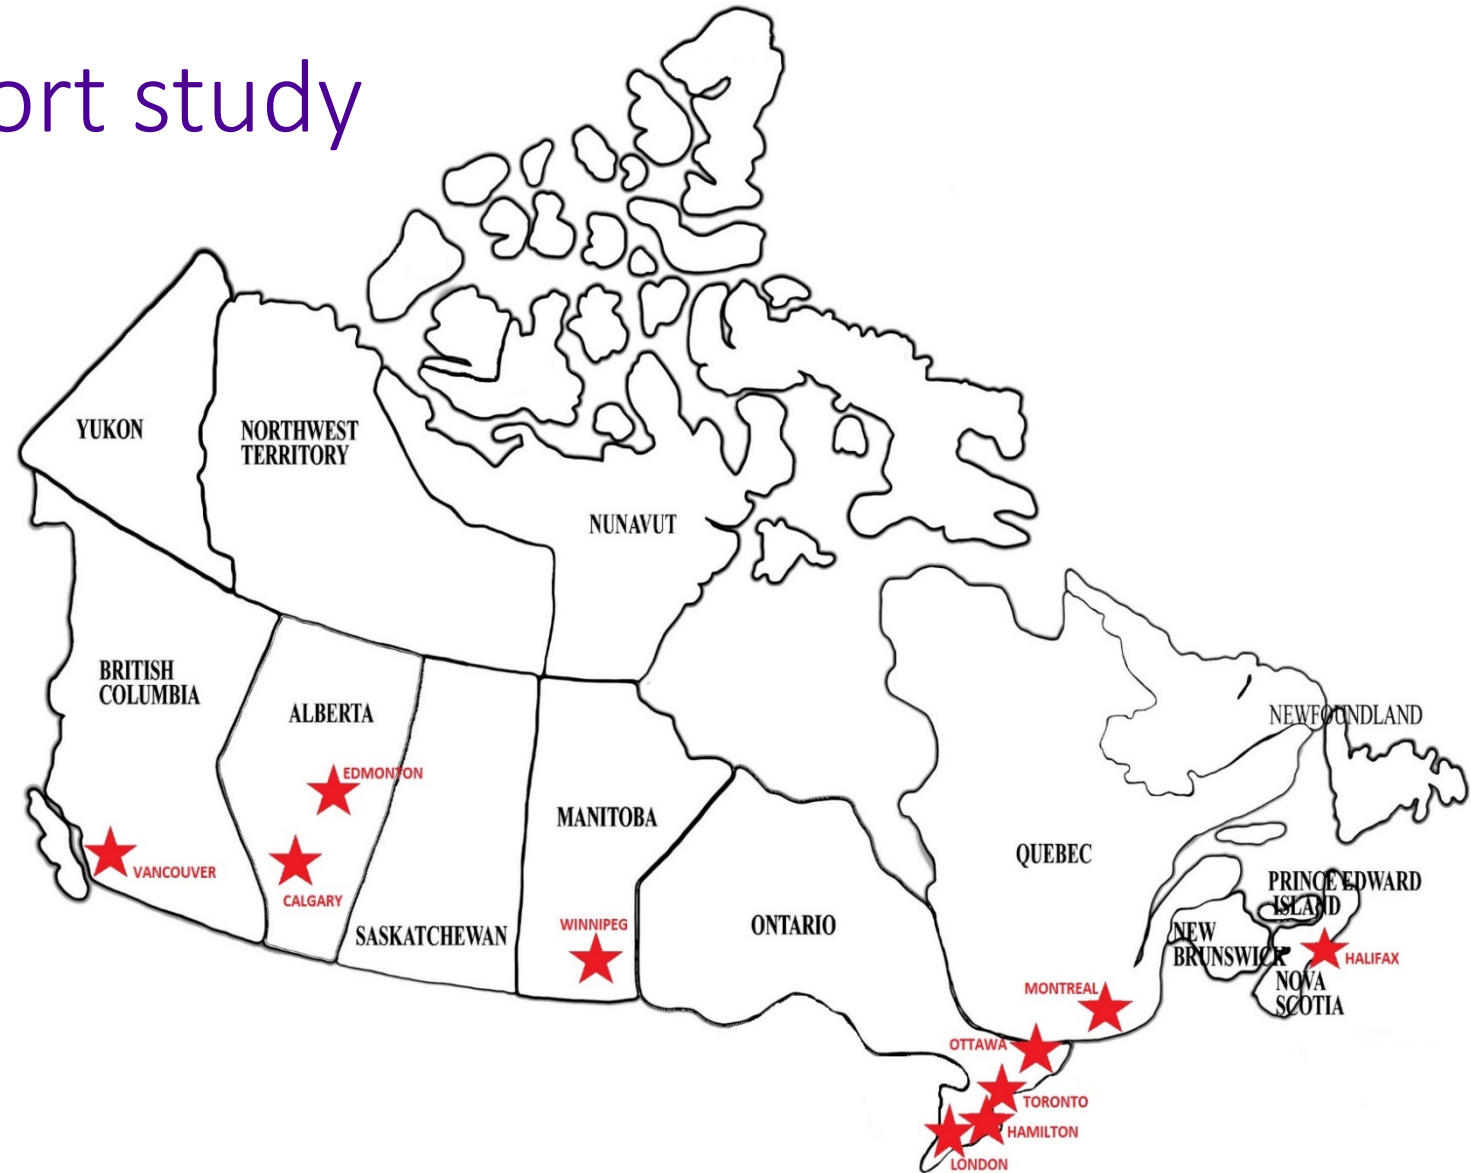 ort study
YUKON
NORTHWEST
TERRITORY
NUNAVUT
BRITISH
COLUMBIA
ALBERTA
EDMONTON
VANCOUVER
CALGARY
SASKATCHEWAN
MANITOBA
WINNIPEG
ONTARIO
QUEBEC
NEWFOUNDLAND
PRINCE EDWARD
ISLAND
NEW
BRUNSWICK
HALIFAX
NOVA
SCOTIA
MONTREAL
OTTAWA
TORONTO
HAMILTON
LONDON